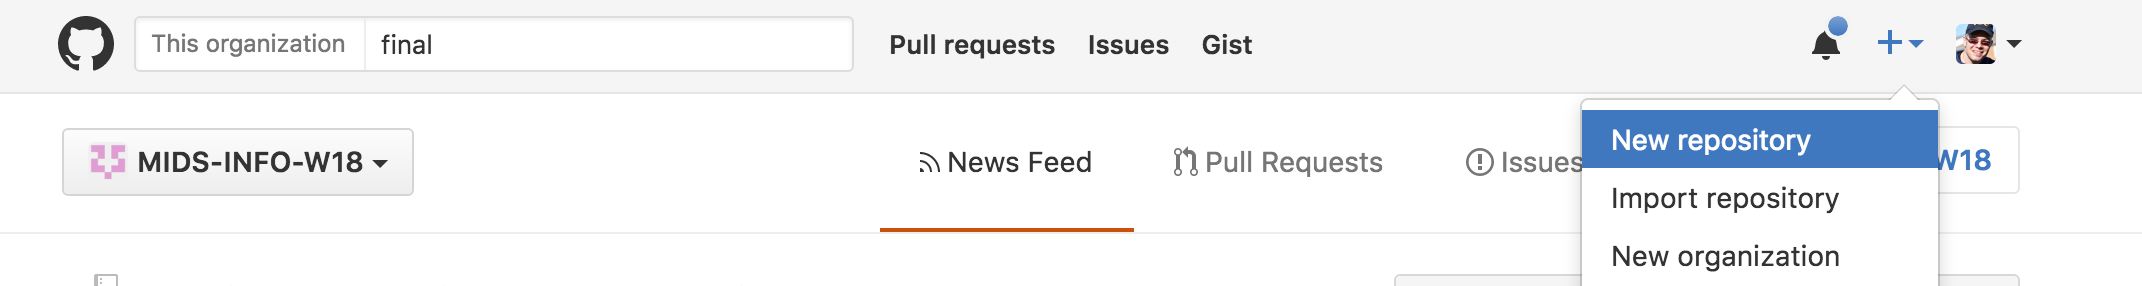 This organization final Pull requests Issues Gist
MIDS-INFO-W18 News Feed Pull Requests Issues W18
New repository
Import repository
New organization